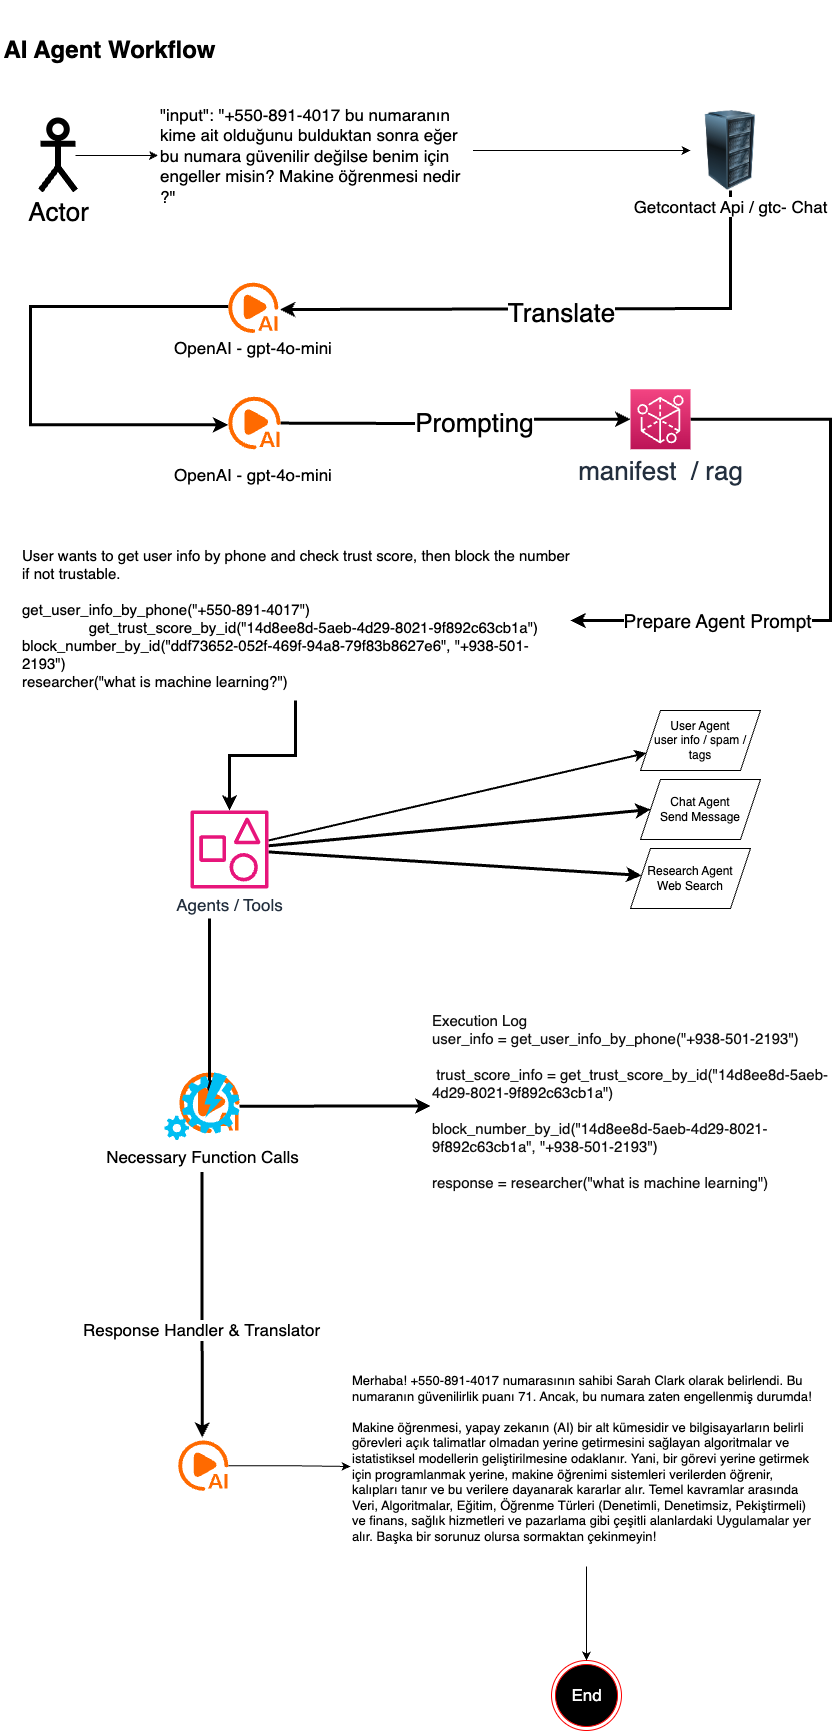 AI Agent Workflow
"input": "+550-891-4017 bu numaranın
kime ait olduğunu bulduktan sonra eğer
bu numara güvenilir değilse benim için
engeller misin? Makine öğrenmesi nedir
?"
Actor
Getcontact Api / gtc- Chat
Translate
AI
OpenAI - gpt-4o-mini
AI
OpenAI - gpt-4o-mini
Prompting
manifest / rag
User wants to get user info by phone and check trust score, then block the number
if not trustable.
get_user_info_by_phone("+550-891-4017")
get_trust_score_by_id("14d8ee8d-5aeb-4d29-8021-9f892c63cb1a")
block_number_by_id("ddf73652-052f-469f-94a8-79f83b8627e6", "+938-501-
2193")
researcher("what is machine learning?")
Prepare Agent Prompt
User Agent
user info / spam /
tags
Chat Agent
Send Message
Research Agent
Web Search
Agents / Tools
Execution Log
user_info = get_user_info_by_phone("+938-501-2193")
trust_score_info = get_trust_score_by_id("14d8ee8d-5aeb-
4d29-8021-9f892c63cb1a")
block_number_by_id("14d8ee8d-5aeb-4d29-8021-
9f892c63cb1a", "+938-501-2193")
response = researcher("what is machine learning")
AI
Necessary Function Calls
Response Handler & Translator
AI
Merhaba! +550-891-4017 numarasının sahibi Sarah Clark olarak belirlendi. Bu
numaranın güvenilirlik puanı 71. Ancak, bu numara zaten engellenmiş durumda!
Makine öğrenmesi, yapay zekanın (AI) bir alt kümesidir ve bilgisayarların belirli
görevleri açık talimatlar olmadan yerine getirmesini sağlayan algoritmalar ve
istatistiksel modellerin geliştirilmesine odaklanır. Yani, bir görevi yerine getirmek
için programlanmak yerine, makine öğrenimi sistemleri verilerden öğrenir,
kalıpları tanır ve bu verilere dayanarak kararlar alır. Temel kavramlar arasında
Veri, Algoritmalar, Eğitim, Öğrenme Türleri (Denetimli, Denetimsiz, Pekiştirmeli)
ve finans, sağlık hizmetleri ve pazarlama gibi çeşitli alanlardaki Uygulamalar yer
alır. Başka bir sorunuz olursa sormaktan çekinmeyin!
End